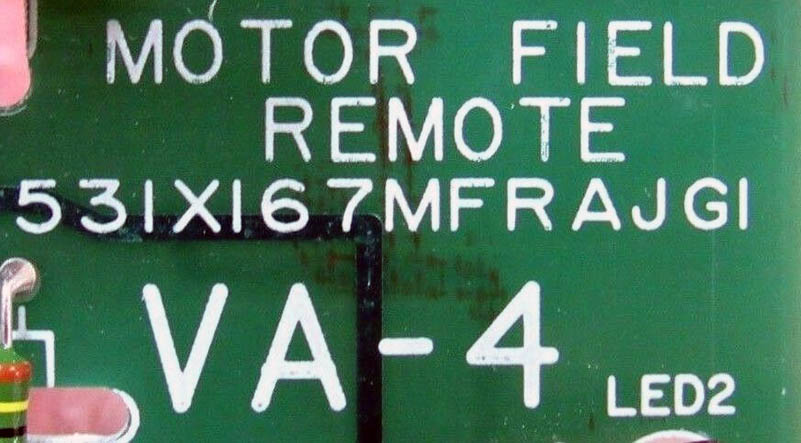 MOTOR FIELD
REMOTE
531X167MFRAJG1
VA-4
LED2